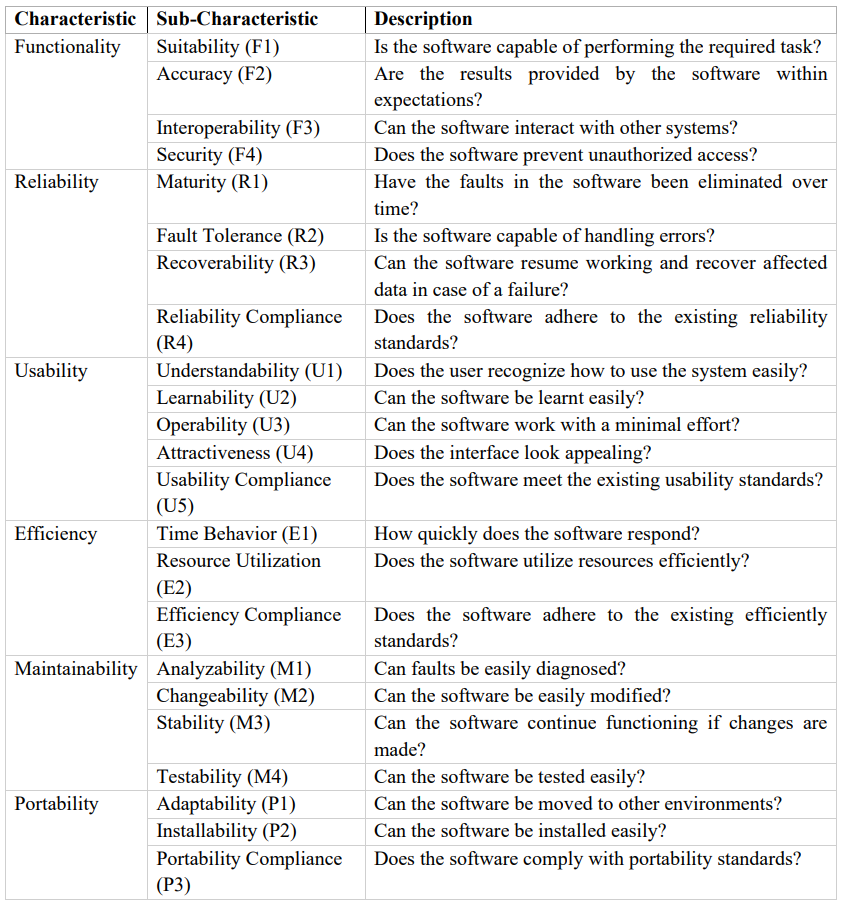 Characteristic Sub-Characteristic Description
Functionality Suitability (F1) Is the software capable of performing the required task?
Accuracy (F2) Are the results provided by the software within
expectations?
Interoperability (F3) Can the software interact with other systems?
Security (F4) Does the software prevent unauthorized access?
Reliability Maturity (R1) Have the faults in the software been eliminated over
time?
Fault Tolerance (R2) Is the software capable of handling errors?
Recoverability (R3) Can the software resume working and recover affected
data in case of a failure?
Reliability Compliance Does the software adhere to the existing reliability
(R4) standards?
Usability Understandability (U1) Does the user recognize how to use the system easily?
Learnability (U2) Can the software be learnt easily?
Operability (U3) Can the software work with a minimal effort?
Attractiveness (U4) Does the interface look appealing?
Usability Compliance Does the software meet the existing usability standards?
(U5)
Efficiency Time Behavior (E1) How quickly does the software respond?
Resource Utilization Does the software utilize resources efficiently?
(E2)
Efficiency Compliance Does the software adhere to the existing efficiently
(E3) standards?
Maintainability Analyzability (M1) Can faults be easily diagnosed?
Changeability (M2) Can the software be easily modified?
Stability (M3) Can the software continue functioning if changes are
made?
Testability (M4) Can the software be tested easily?
Portability Adaptability (P1) Can the software be moved to other environments?
Installability (P2) Can the software be installed easily?
Portability Compliance Does the software comply with portability standards?
(P3)